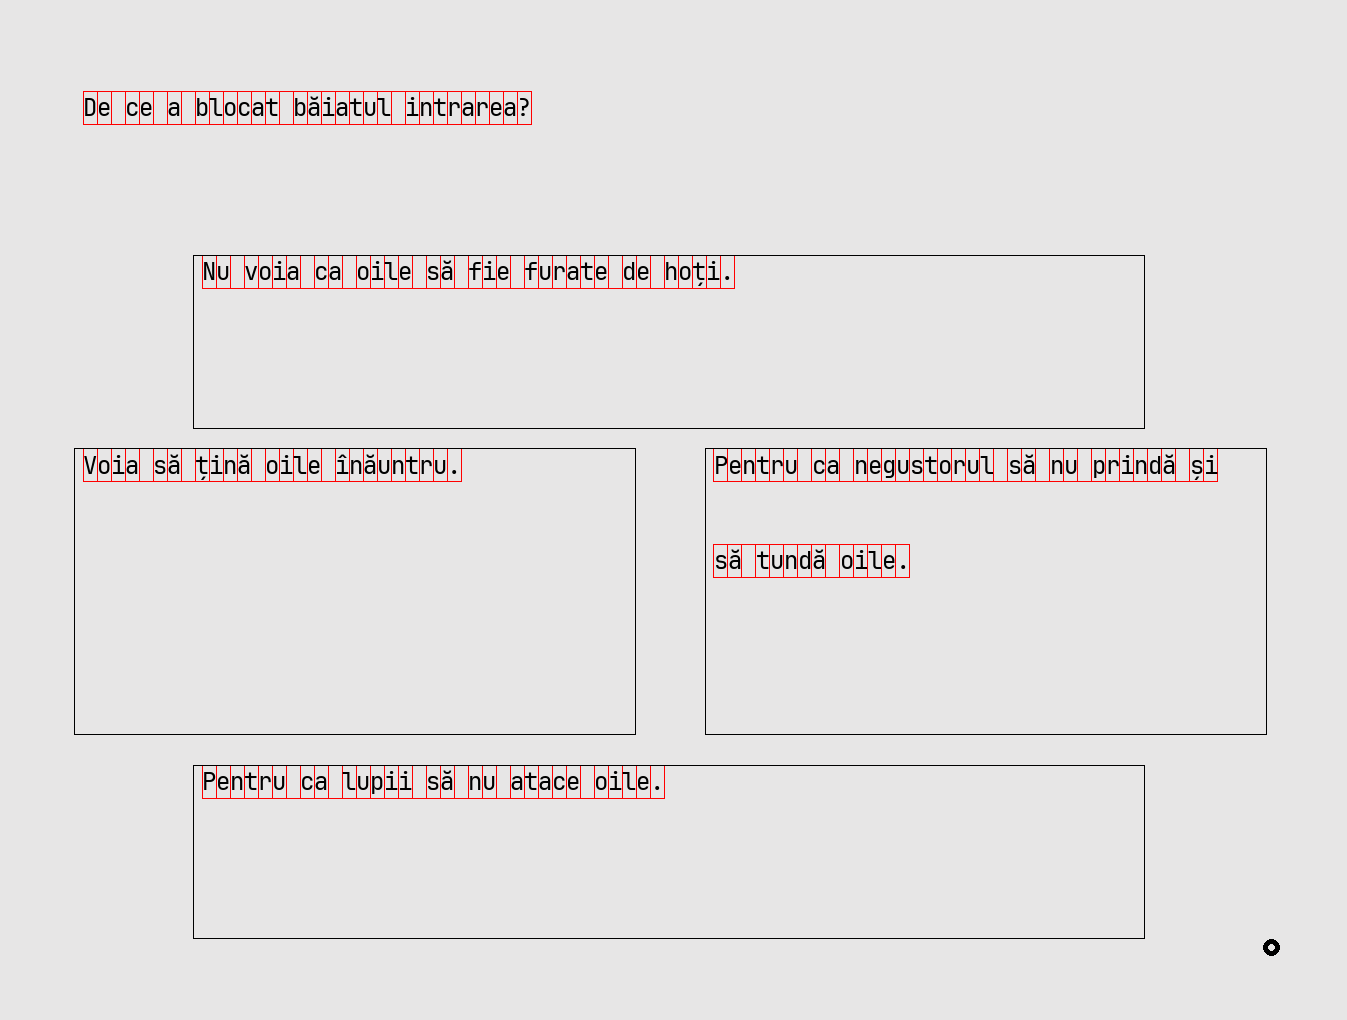 De ce a blocat băiatul intrarea?
Nu voia ca oile să fie furate de hoți.
Voia să țină oile înăuntru.
Pentru ca negustorul să nu prindă și
să tundă oile.
Pentru ca lupii să nu atace oile.